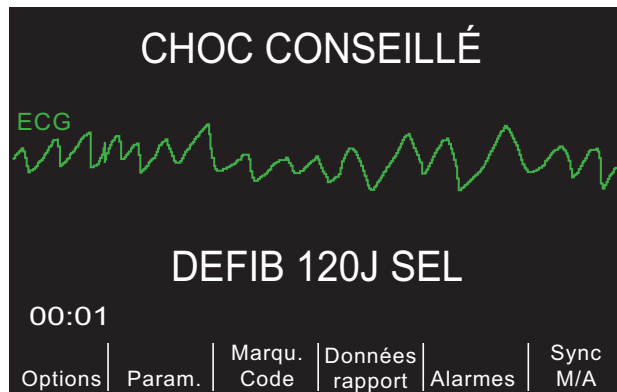 CHOC CONSEILLÉ
ECG
DEFIB 120J SEL
00:01
Options Param. Marqu. Code Données rapport Alarmes Sync M/A